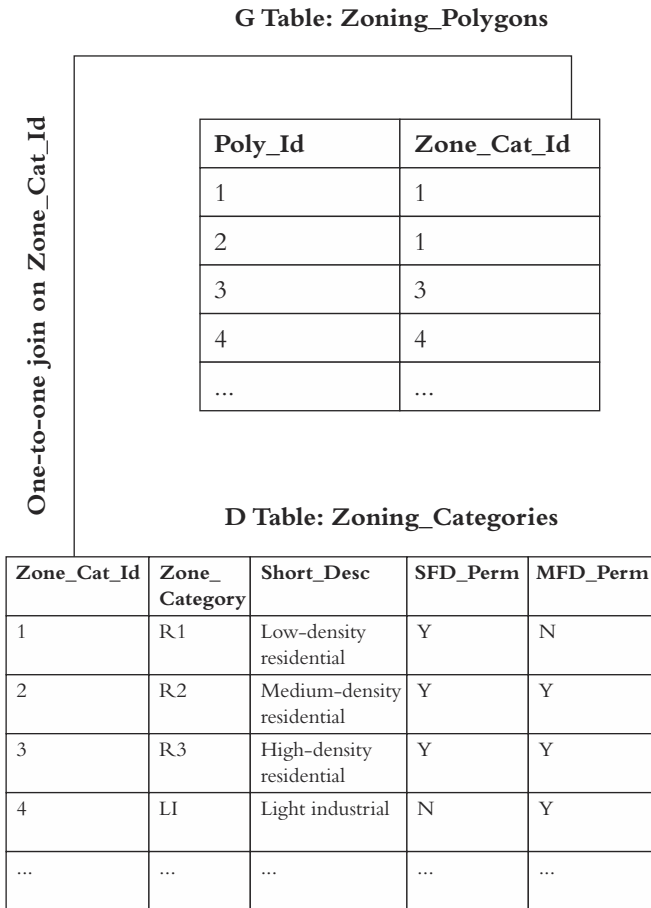 G Table: Zoning_Polygons
One-to-one join on Zone_Cat_Id
Poly_Id Zone_Cat_Id
1 1
2 1
3 3
4 4
... ...
D Table: Zoning_Categories
Zone_Cat_Id Zone_ Short_Desc SFD_Perm MFD_Perm
Category
1 R1 Low-density Y N
residential
2 R2 Medium-density Y Y
residential
3 R3 High-density Y Y
residential
4 LI Light industrial N Y
... ... ... ... ...